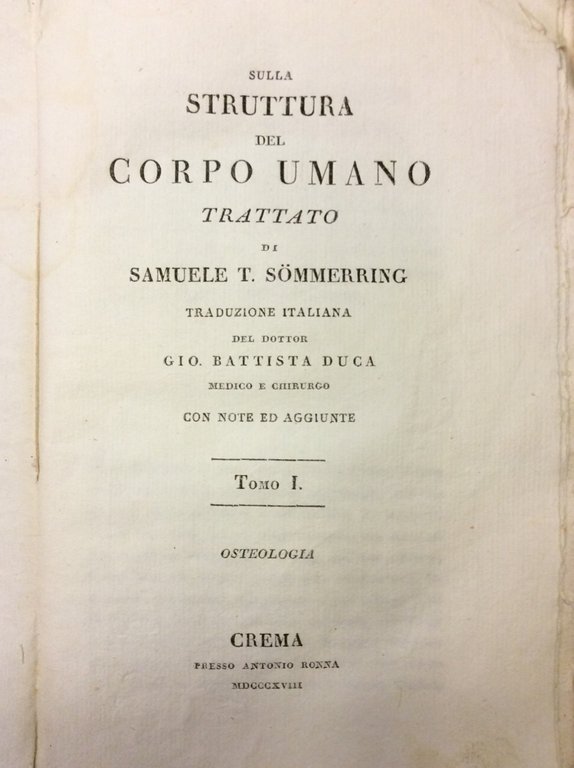 SULLA
STRUTTURA
DEL
CORPO UMANO
TRATTATO
DI
SAMUELE T. SÖMMERRING
TRADUZIONE ITALIANA
DEL DOTTOR
GIO. BATTISTA DUCA
MEDICO E CHIRURGO
CON NOTE ED AGGIUNTE
TOMO I.
OSTEOLOGIA
CREMA
PRESSO ANTONIO RONNA
MDCCCXVIII